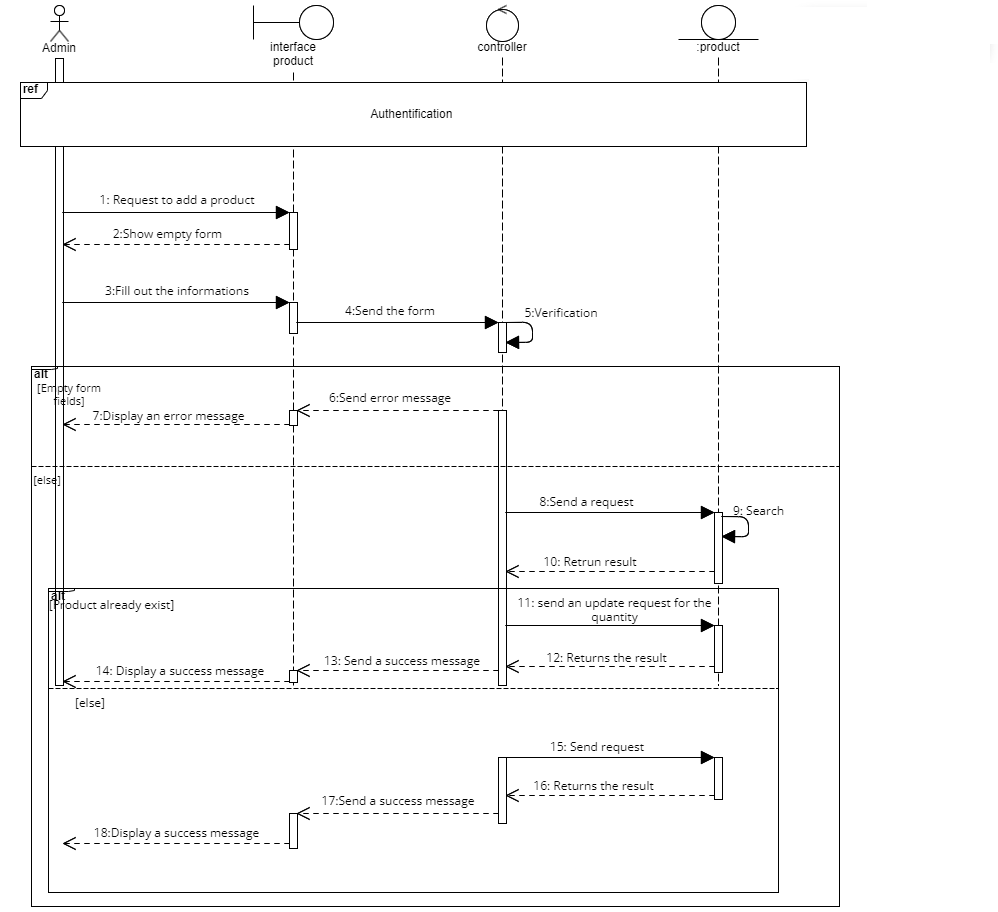 Admin
interface
product
controller
:product
ref
Authentification
1: Request to add a product
2:Show empty form
3:Fill out the informations
4:Send the form
5:Verification
alt
[Empty form
fields]
6:Send error message
7:Display an error message
[else]
8:Send a request
9: Search
10: Retrun result
alt
[Product already exist]
11: send an update request for the
quantity
12: Returns the result
13: Send a success message
14: Display a success message
[else]
15: Send request
16: Returns the result
17:Send a success message
18:Display a success message